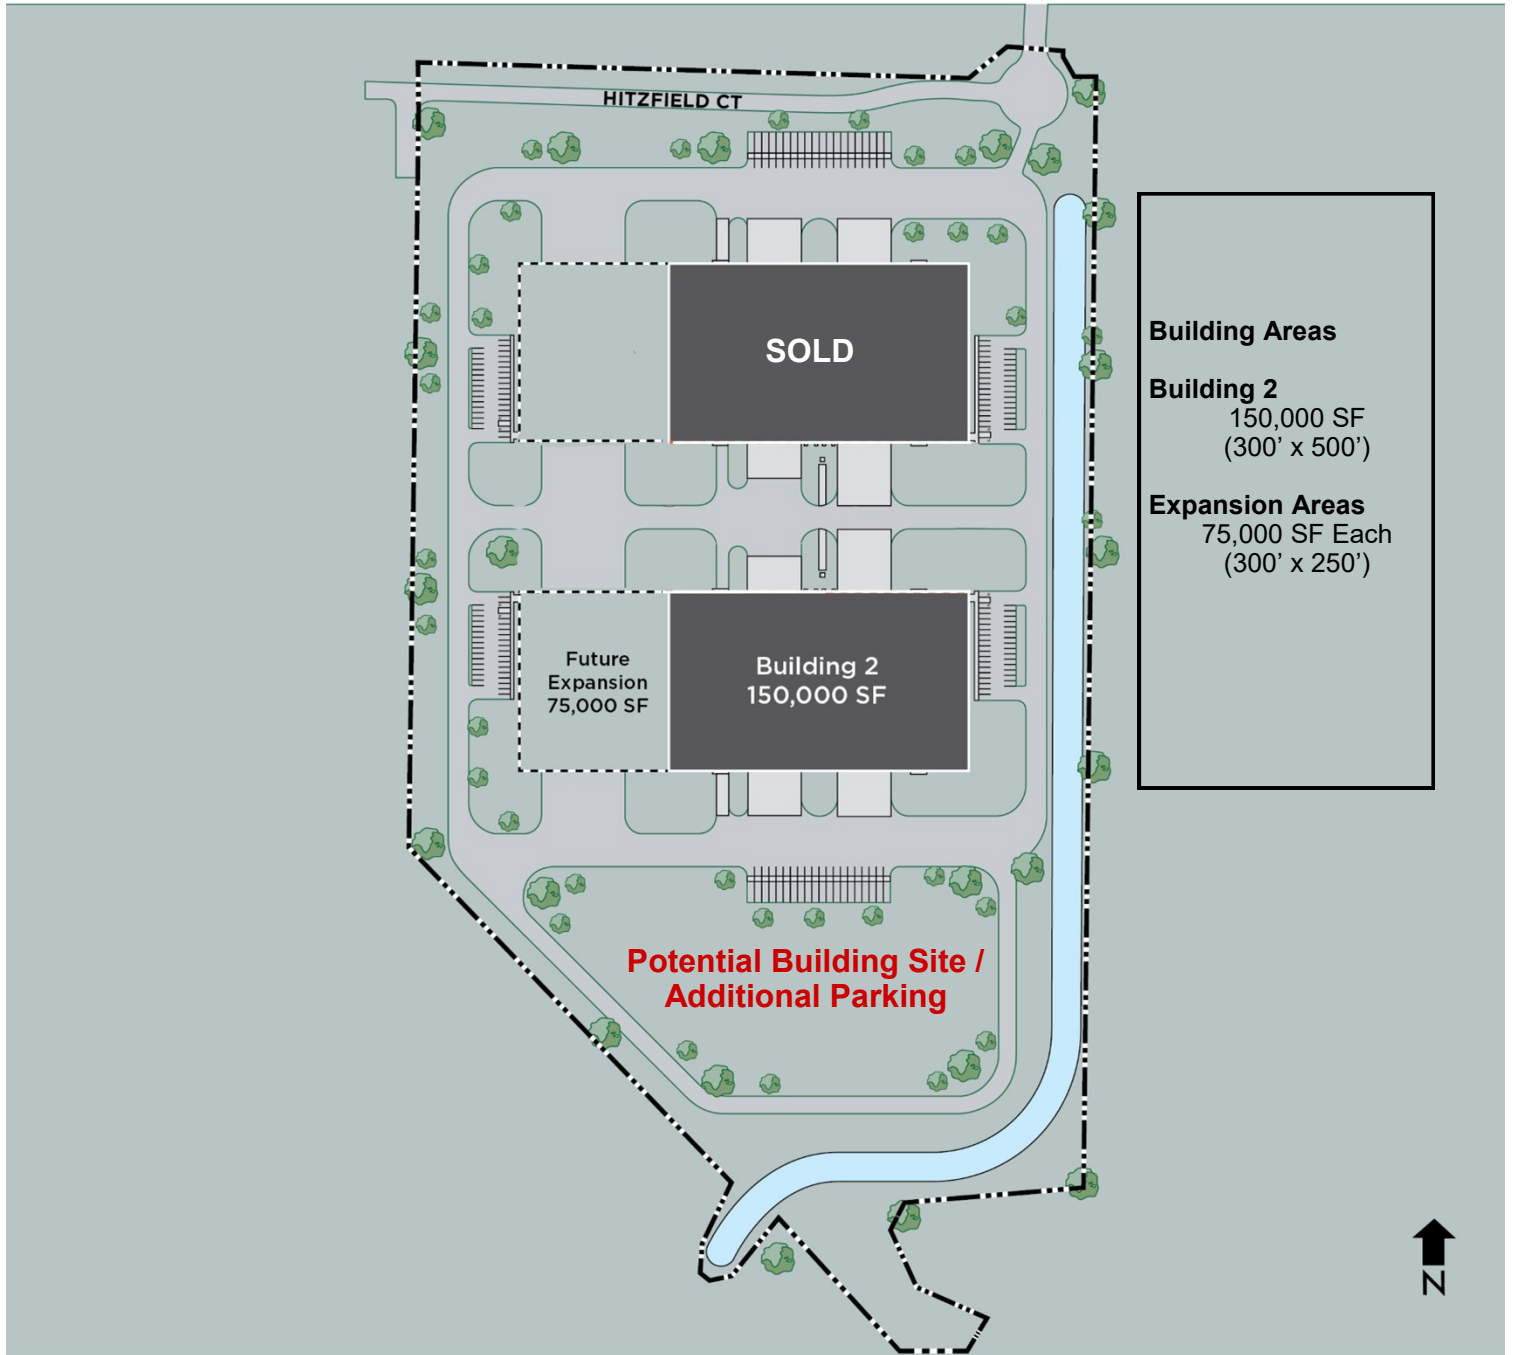 HITZFIELD CT
SOLD
Building Areas
Building 2
150,000 SF
(300’ x 500’)
Expansion Areas
75,000 SF Each
(300’ x 250’)
Future
Expansion
75,000 SF
Building 2
150,000 SF
Potential Building Site /
Additional Parking
N